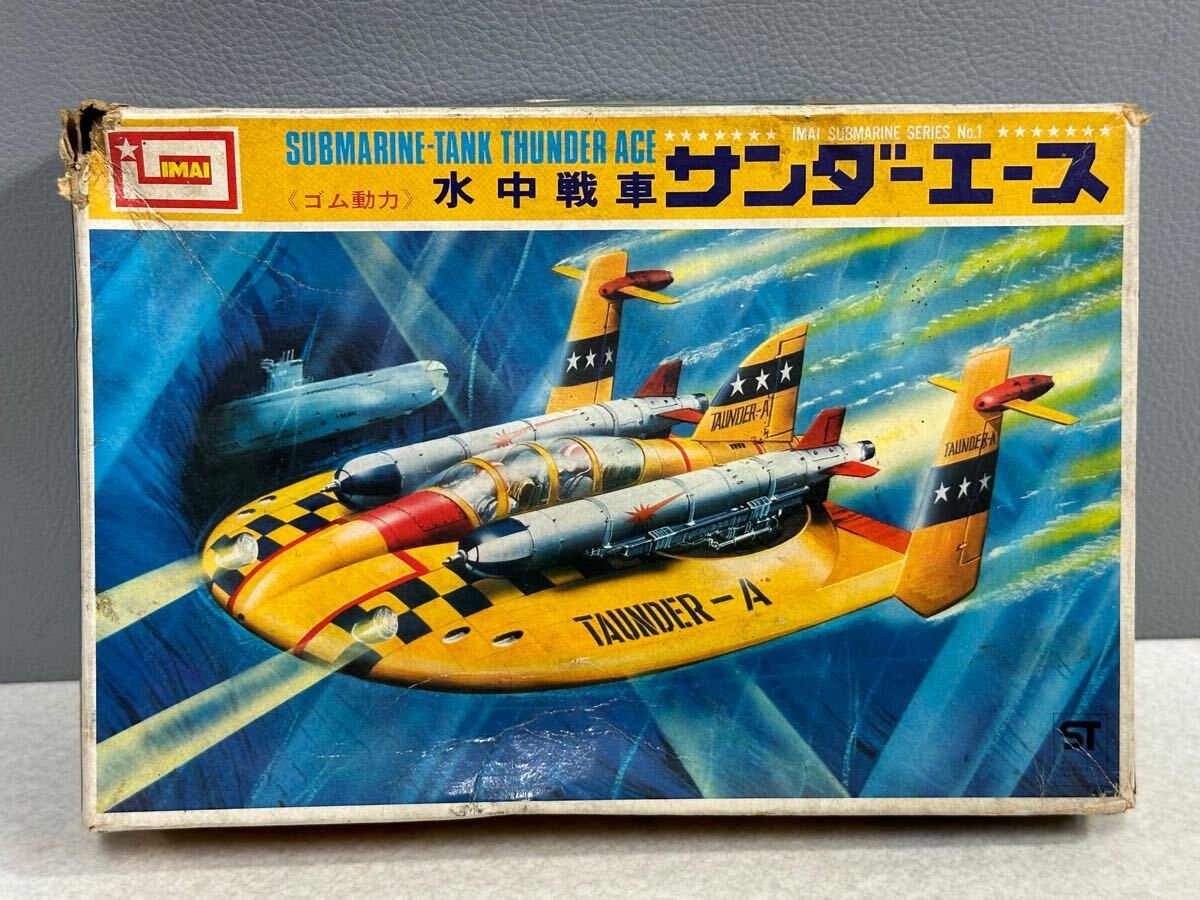 IMAI
SUBMARINE-TANK THUNDER ACE
★★★★★★★ IMAI SUBMARINE SERIES No.1 ★★★★★★★
《ゴム動力》 水中戦車 サンダーエース
TAUNDER-A
TAUNDER-A
TAUNDER-A
ST